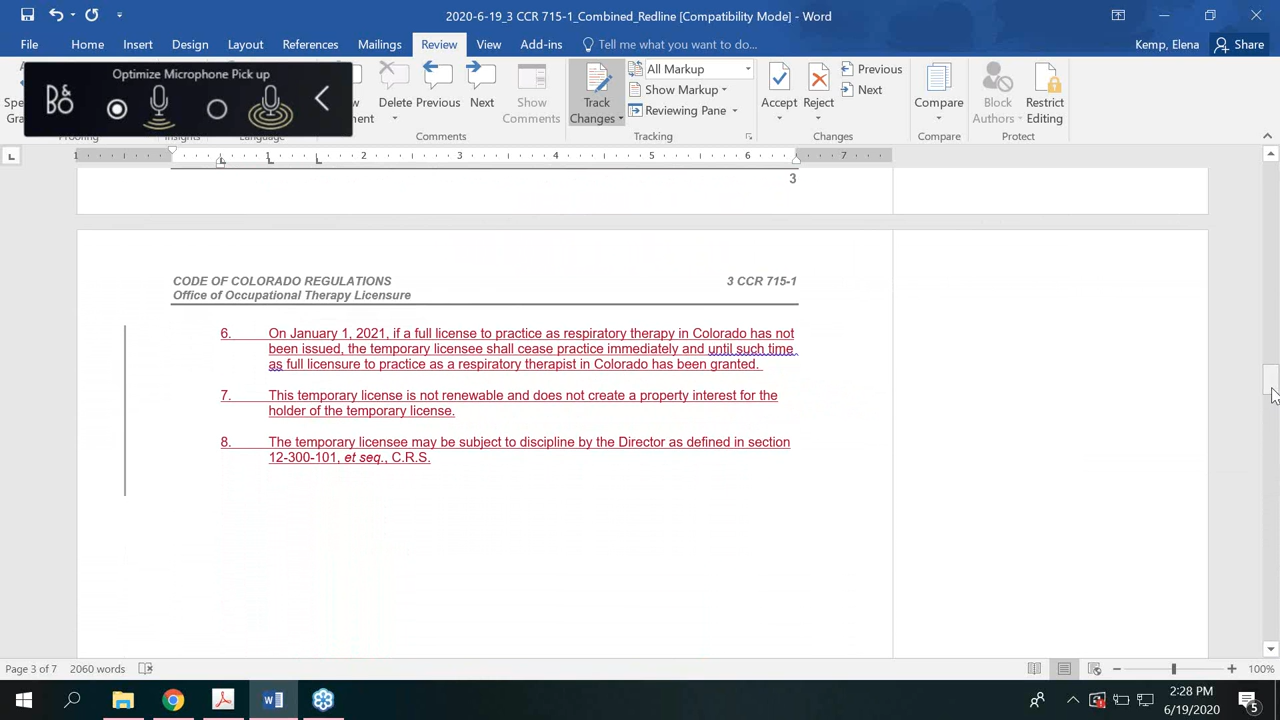 2020-6-19_3 CCR 715-1_Combined_Redline [Compatibility Mode] - Word
File Home Insert Design Layout References Mailings Review View Add-ins Tell me what you want to do... Kemp, Elena Share
Optimize Microphone Pick up
Delete Previous Next Show Comments
Comments
Track Changes
All Markup
Show Markup
Reviewing Pane
Tracking
Accept Reject
Previous
Next
Changes
Compare
Compare
Block Authors Restrict Editing
Protect
1 1 2 3 4 5 6 7
3
CODE OF COLORADO REGULATIONS 3 CCR 715-1
Office of Occupational Therapy Licensure
6. On January 1, 2021, if a full license to practice as respiratory therapy in Colorado has not
been issued, the temporary licensee shall cease practice immediately and until such time
as full licensure to practice as a respiratory therapist in Colorado has been granted.
7. This temporary license is not renewable and does not create a property interest for the
holder of the temporary license.
8. The temporary licensee may be subject to discipline by the Director as defined in section
12-300-101, et seq., C.R.S.
Page 3 of 7 2060 words 100%
2:28 PM
6/19/2020
5